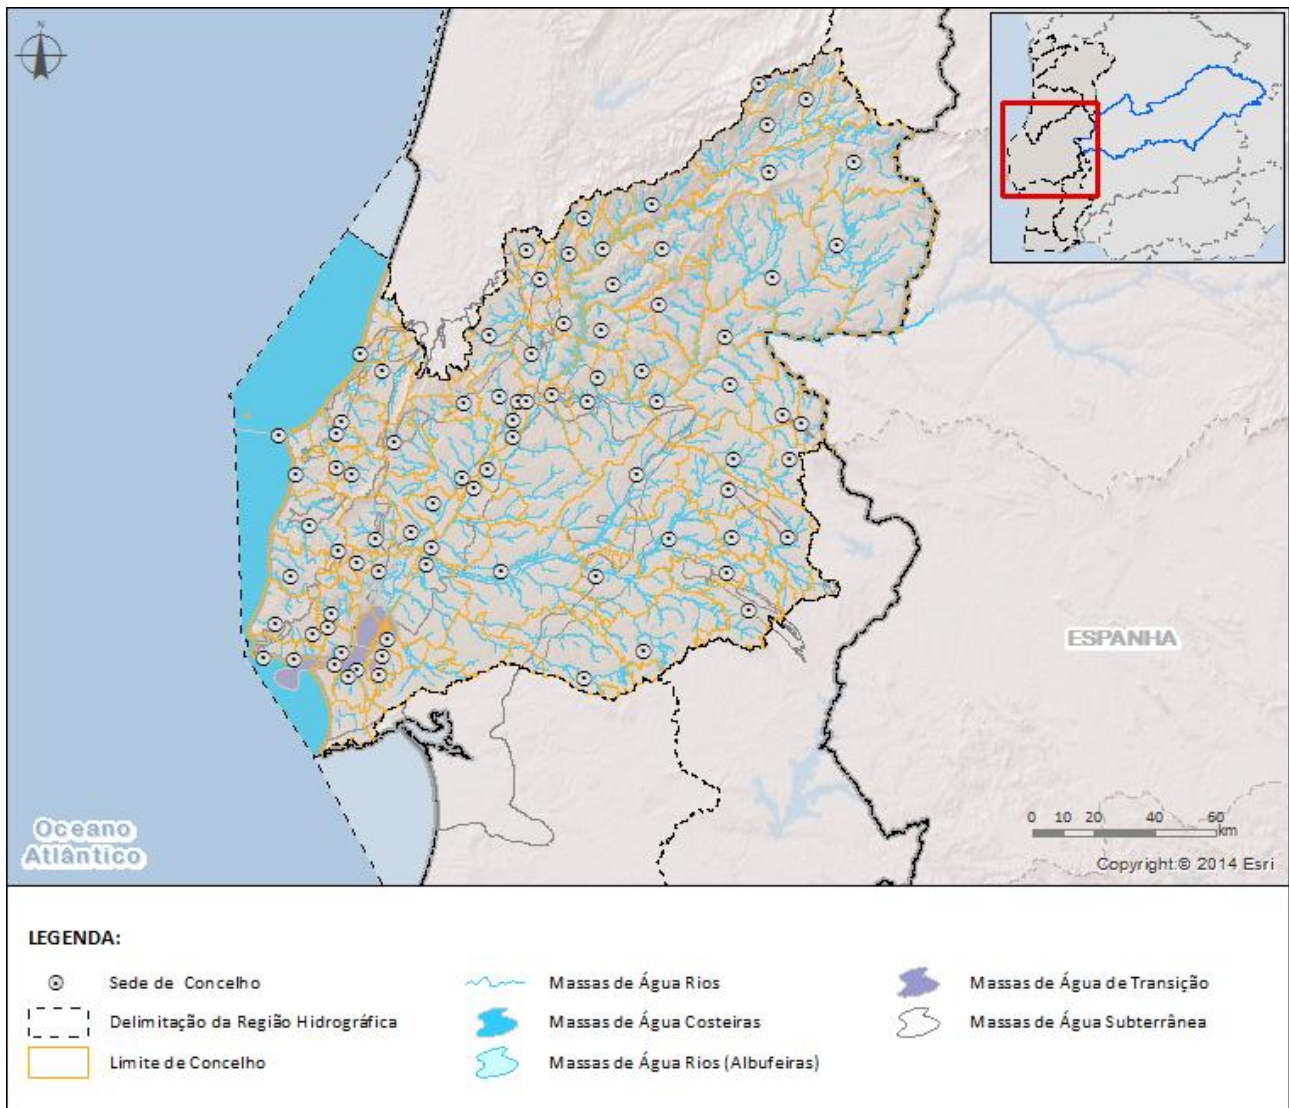 N
ESPANHA
Oceano
Atlântico
0 10 20 40 60
km
Copyright:© 2014 Esri
LEGENDA:
Sede de Concelho
Delimitação da Região Hidrográfica
Limite de Concelho
Massas de Água Rios
Massas de Água Costeiras
Massas de Água Rios (Albufeiras)
Massas de Água de Transição
Massas de Água Subterrânea